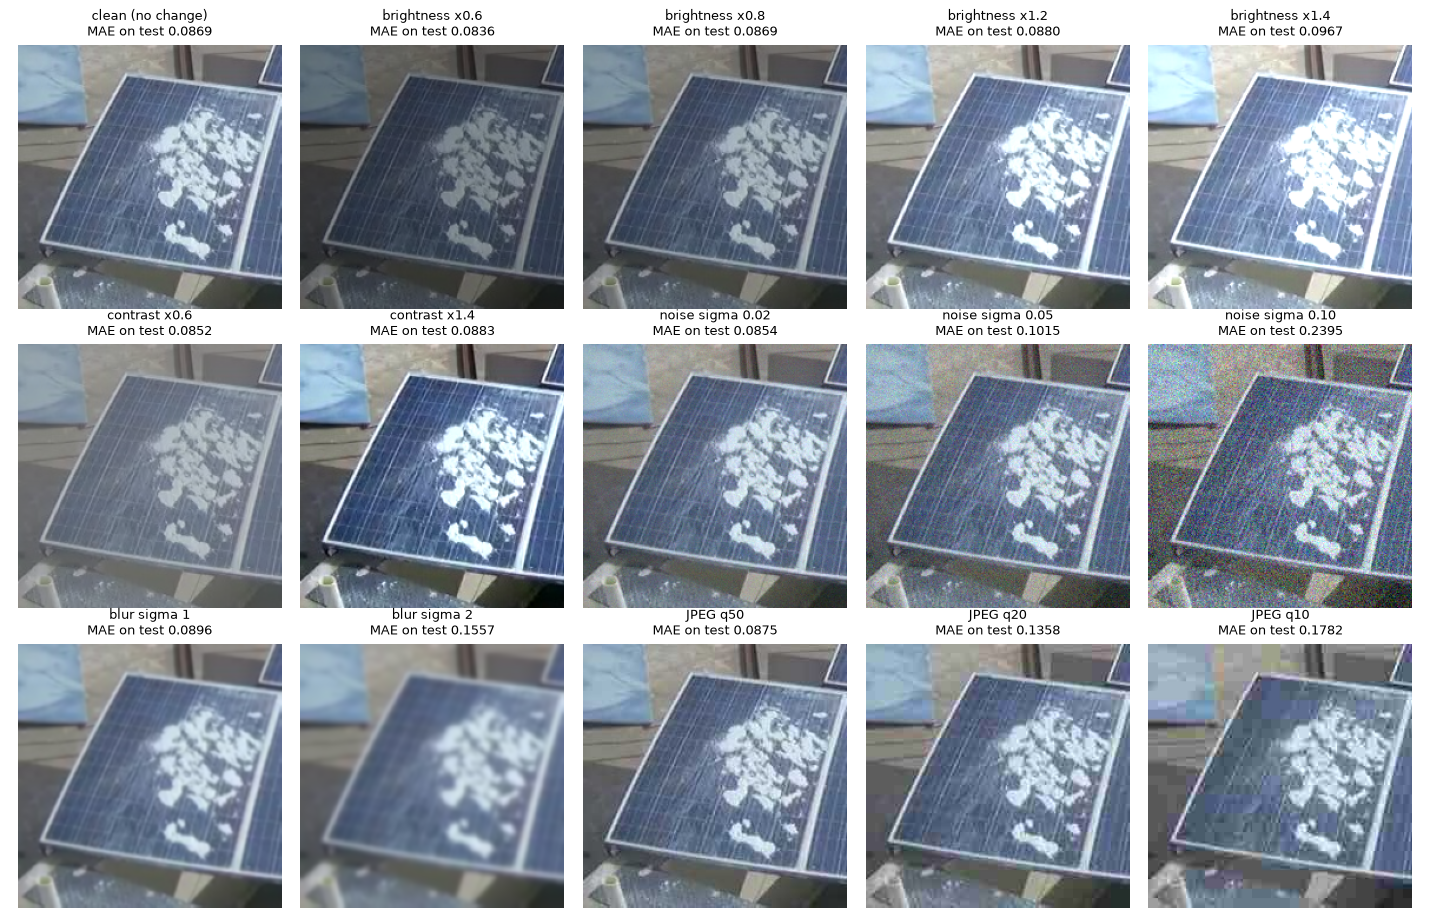 clean (no change)
MAE on test 0.0869
brightness x0.6
MAE on test 0.0836
brightness x0.8
MAE on test 0.0869
brightness x1.2
MAE on test 0.0880
brightness x1.4
MAE on test 0.0967
contrast x0.6
MAE on test 0.0852
contrast x1.4
MAE on test 0.0883
noise sigma 0.02
MAE on test 0.0854
noise sigma 0.05
MAE on test 0.1015
noise sigma 0.10
MAE on test 0.2395
blur sigma 1
MAE on test 0.0896
blur sigma 2
MAE on test 0.1557
JPEG q50
MAE on test 0.0875
JPEG q20
MAE on test 0.1358
JPEG q10
MAE on test 0.1782